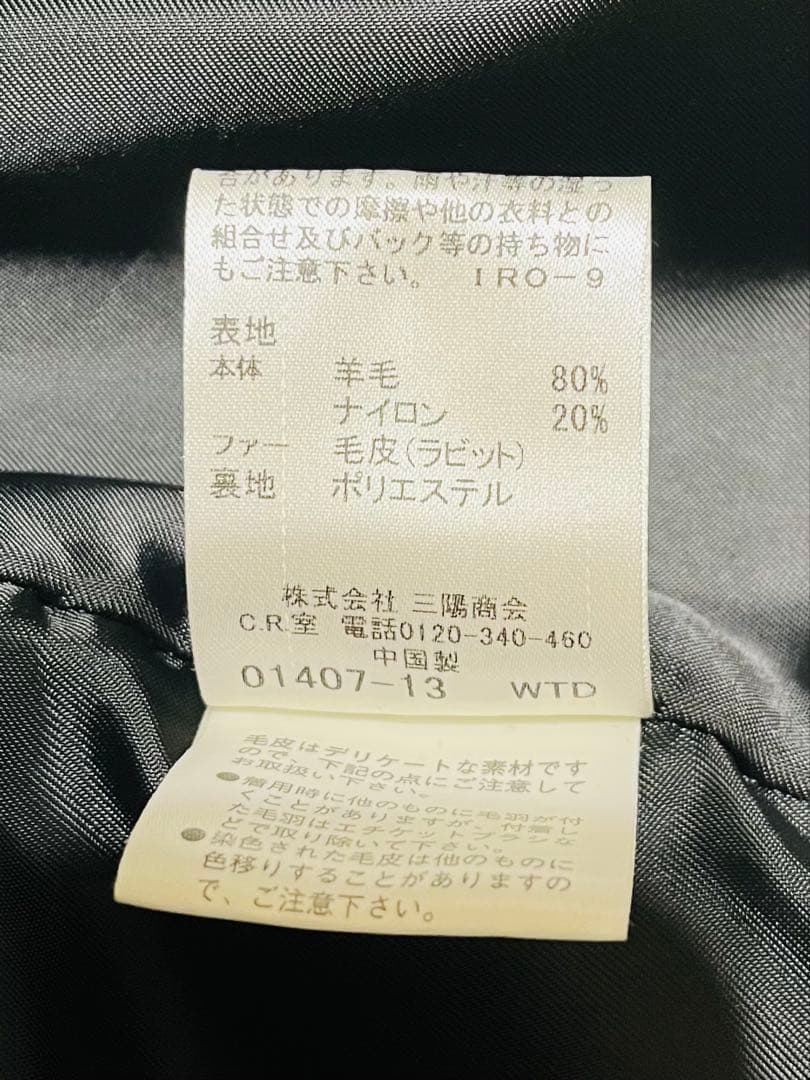 合があります。雨や汗等の湿っ
た状態での摩擦や他の衣料との
組合せ及びバック等の持ち物に
もご注意下さい。 IRO-9
表地
本体 羊毛 80%
ナイロン 20%
ファー 毛皮(ラビット)
裏地 ポリエステル
株式会社 三陽商会
C.R.室 電話0120-340-460
中国製
01407-13 WTD
毛皮はデリケートな素材です
ので、下記の点にご注意して
お取扱い下さい。
●着用時に他のものに毛羽が付
くことがありますが、付着し
た毛羽はエチケットブラシな
どで取り除いて下さい。
●染色された毛皮は他のものに
色移りすることがありますの
で、ご注意下さい。